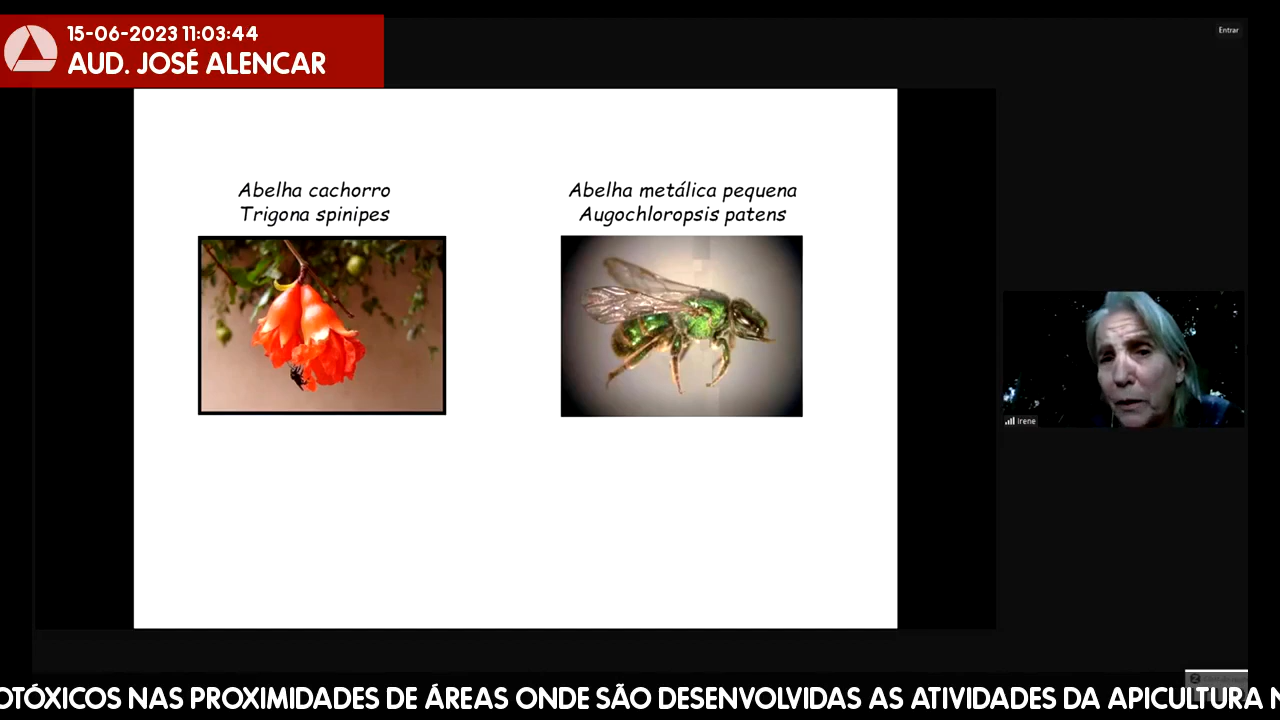 15-06-2023 11:03:44
AUD. JOSÉ ALENCAR
Entrar
Abelha cachorro
Trigona spinipes
Abelha metálica pequena
Augochloropsis patens
Irene
OTÓXICOS NAS PROXIMIDADES DE ÁREAS ONDE SÃO DESENVOLVIDAS AS ATIVIDADES DA APICULTURA N